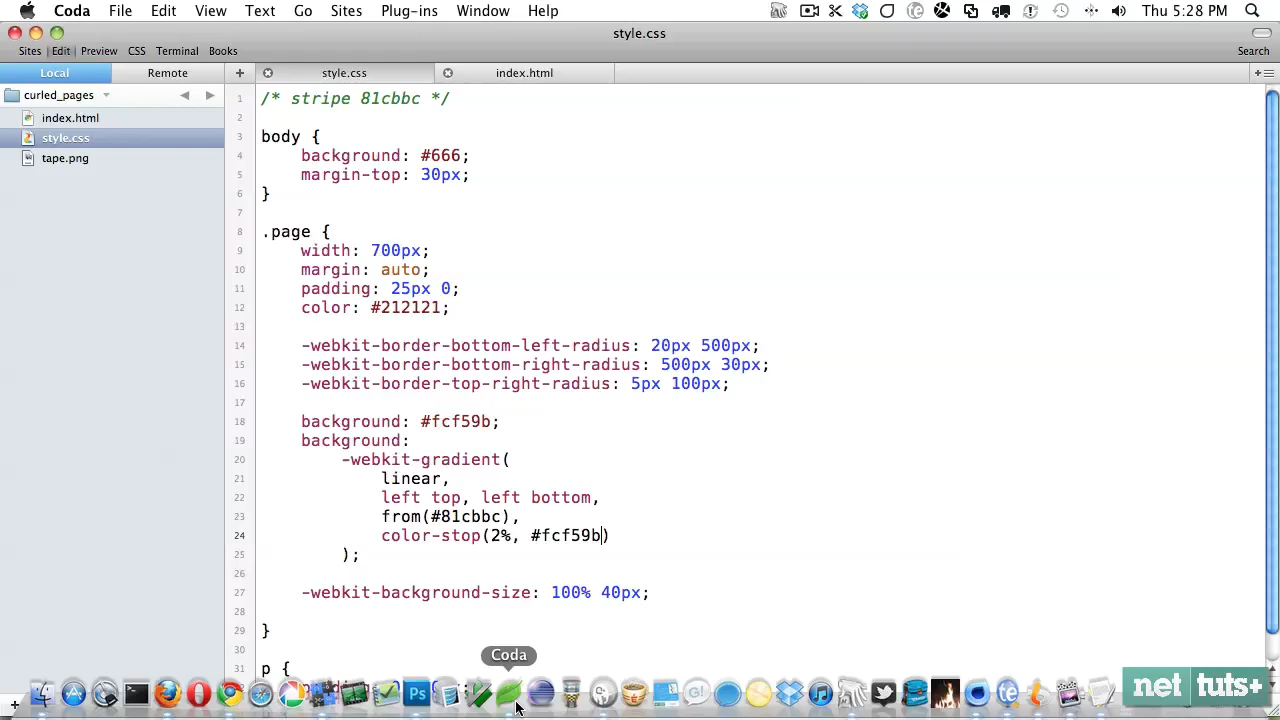 Coda File Edit View Text Go Sites Plug-ins Window Help Thu 5:28 PM
style.css
Sites Edit Preview CSS Terminal Books Search
Local Remote + style.css index.html
curled_pages
index.html
style.css
tape.png
1 /* stripe 81cbbc */
2
3 body {
4 background: #666;
5 margin-top: 30px;
6 }
7
8 .page {
9 width: 700px;
10 margin: auto;
11 padding: 25px 0;
12 color: #212121;
13
14 -webkit-border-bottom-left-radius: 20px 500px;
15 -webkit-border-bottom-right-radius: 500px 30px;
16 -webkit-border-top-right-radius: 5px 100px;
17
18 background: #fcf59b;
19 background:
20 -webkit-gradient(
21 linear,
22 left top, left bottom,
23 from(#81cbbc),
24 color-stop(2%, #fcf59b)
25 );
26
27 -webkit-background-size: 100% 40px;
28
29 }
30
31 p {
Coda
Ps
net tuts+